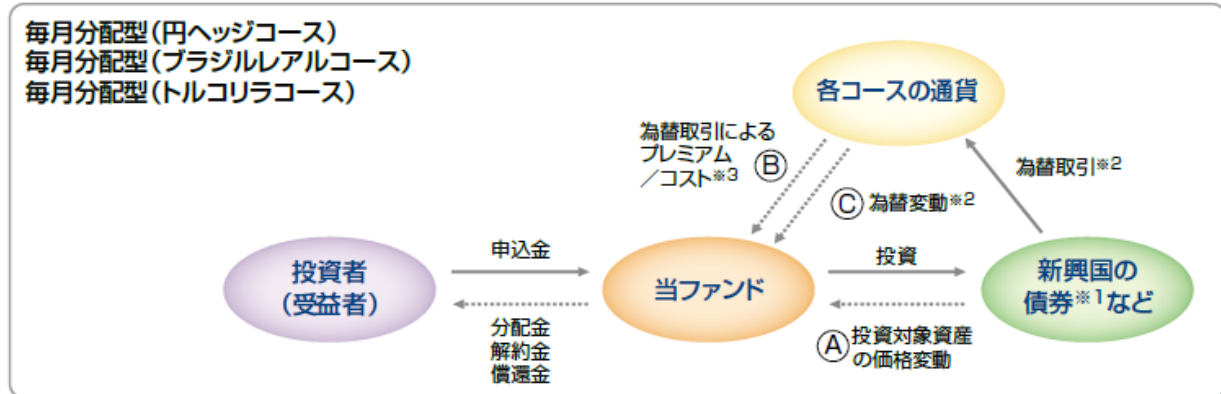 毎月分配型(円ヘッジコース)
毎月分配型(ブラジルレアルコース)
毎月分配型(トルコリラコース)
各コースの通貨
為替取引による
プレミアム
/コスト※3
Ⓑ
為替取引※2
Ⓒ 為替変動※2
申込金
投資
投資者
(受益者)
当ファンド
新興国の
債券※1など
分配金
解約金
償還金
Ⓐ 投資対象資産
の価格変動